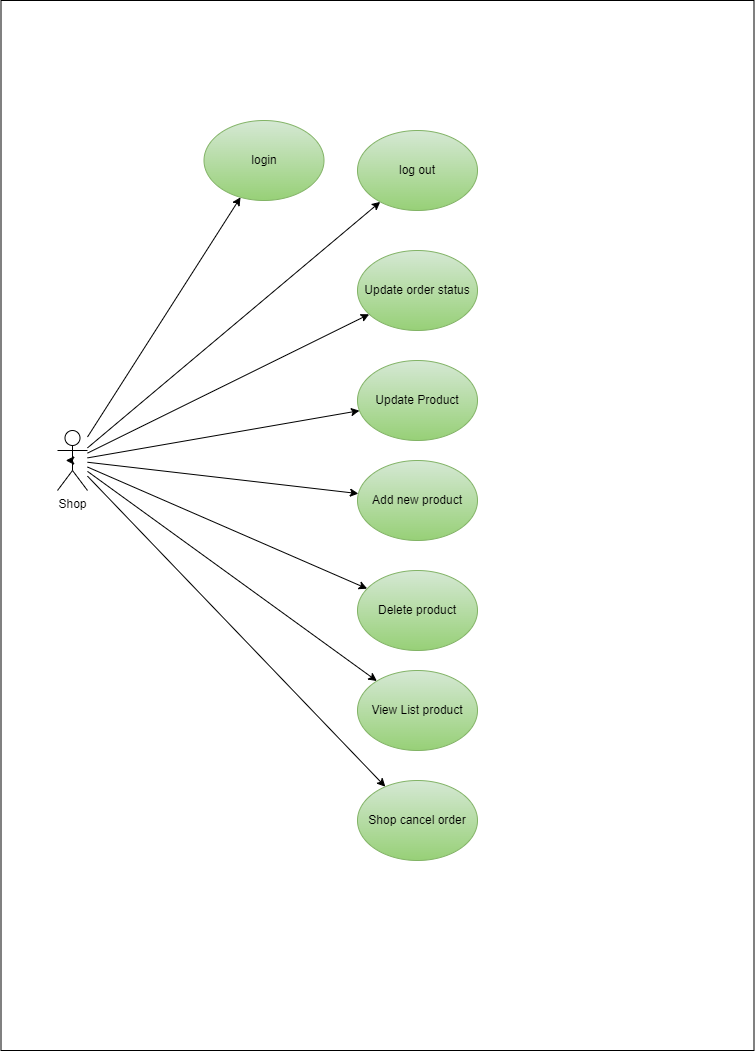 login
log out
Update order status
Update Product
Add new product
Shop
Delete product
View List product
Shop cancel order